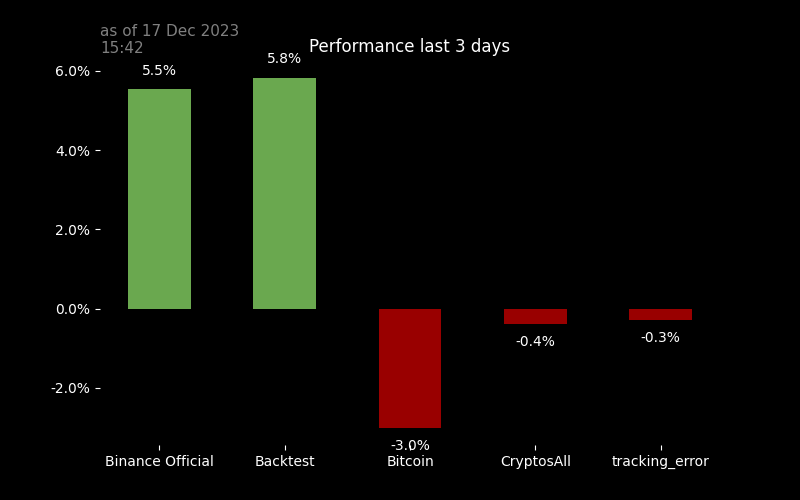 as of 17 Dec 2023
15:42
Performance last 3 days
6.0%
4.0%
2.0%
0.0%
-2.0%
5.5%
5.8%
-3.0%
-0.4%
-0.3%
Binance Official
Backtest
Bitcoin
CryptosAll
tracking_error